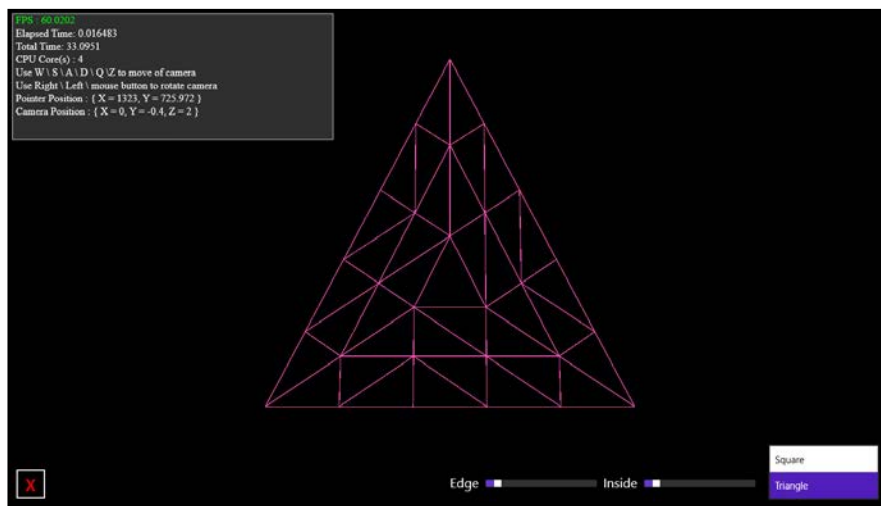 FPS : 60.0202
Elapsed Time: 0.016483
Total Time: 33.0951
CPU Core(s) : 4
Use W \ S \ A \ D \ Q \Z to move of camera
Use Right \ Left \ mouse button to rotate camera
Pointer Position : { X = 1323, Y = 725.972 }
Camera Position : { X = 0, Y = -0.4, Z = 2 }
X
Edge
Inside
Square
Triangle